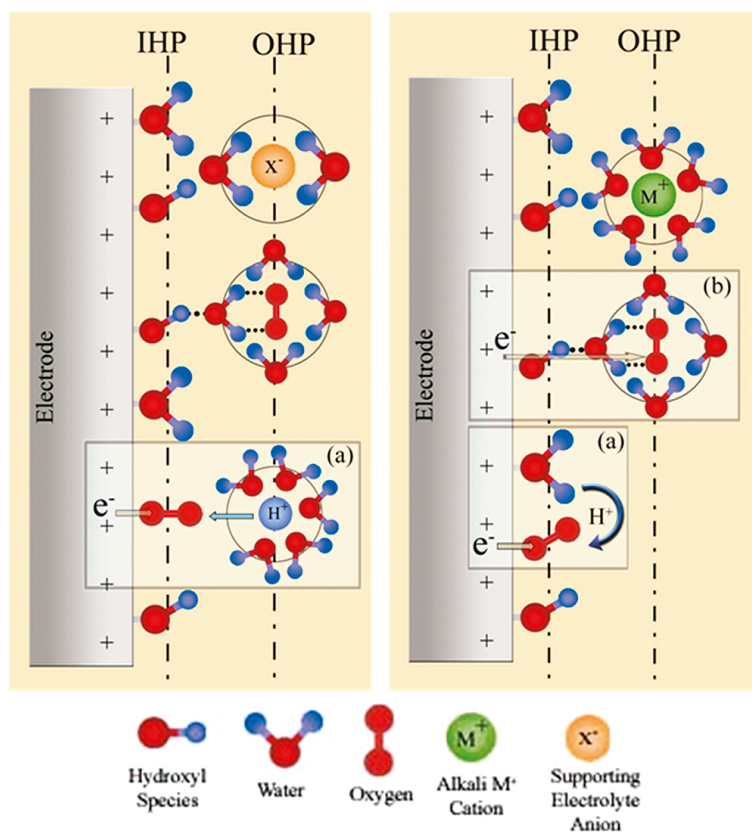 IHP OHP
+
+
X-
+
+
+
+
Electrode
+
(a)
e-
H+
+
+
+
IHP OHP
+
+
M+
+
+
(b)
e-
+
Electrode
+
(a)
+
H+
+
e-
+
+
M+
X-
Hydroxyl
Species
Water
Oxygen
Alkali M+
Cation
Supporting
Electrolyte
Anion